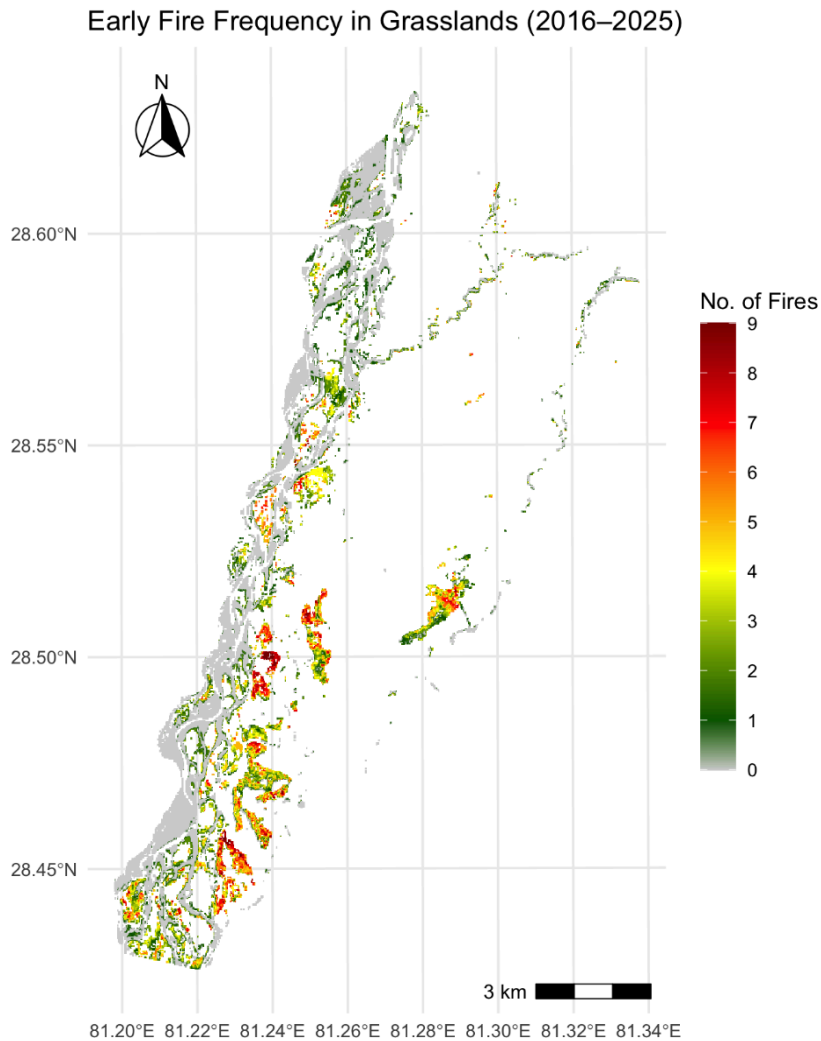 Early Fire Frequency in Grasslands (2016–2025)
N
28.60°N
28.55°N
28.50°N
28.45°N
No. of Fires
9
8
7
6
5
4
3
2
1
0
3 km
81.20°E 81.22°E 81.24°E 81.26°E 81.28°E 81.30°E 81.32°E 81.34°E